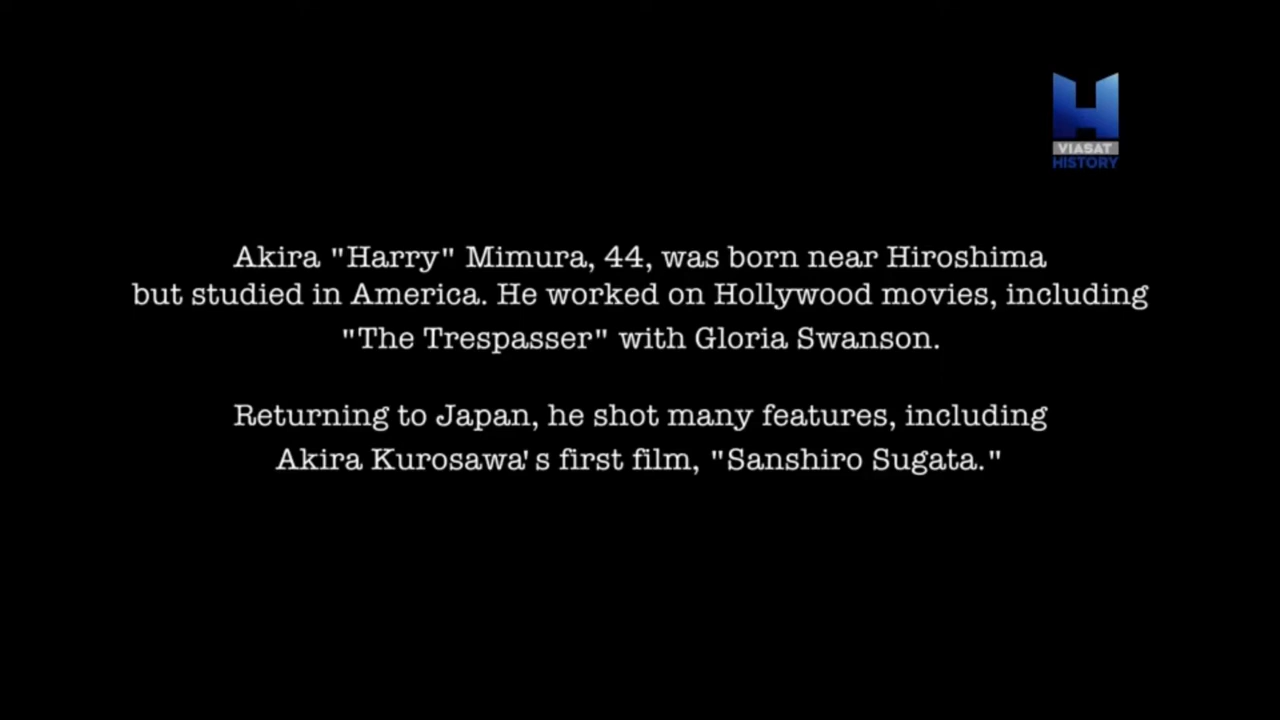 VIASAT
HISTORY
Akira "Harry" Mimura, 44, was born near Hiroshima
but studied in America. He worked on Hollywood movies, including
"The Trespasser" with Gloria Swanson.
Returning to Japan, he shot many features, including
Akira Kurosawa's first film, "Sanshiro Sugata."